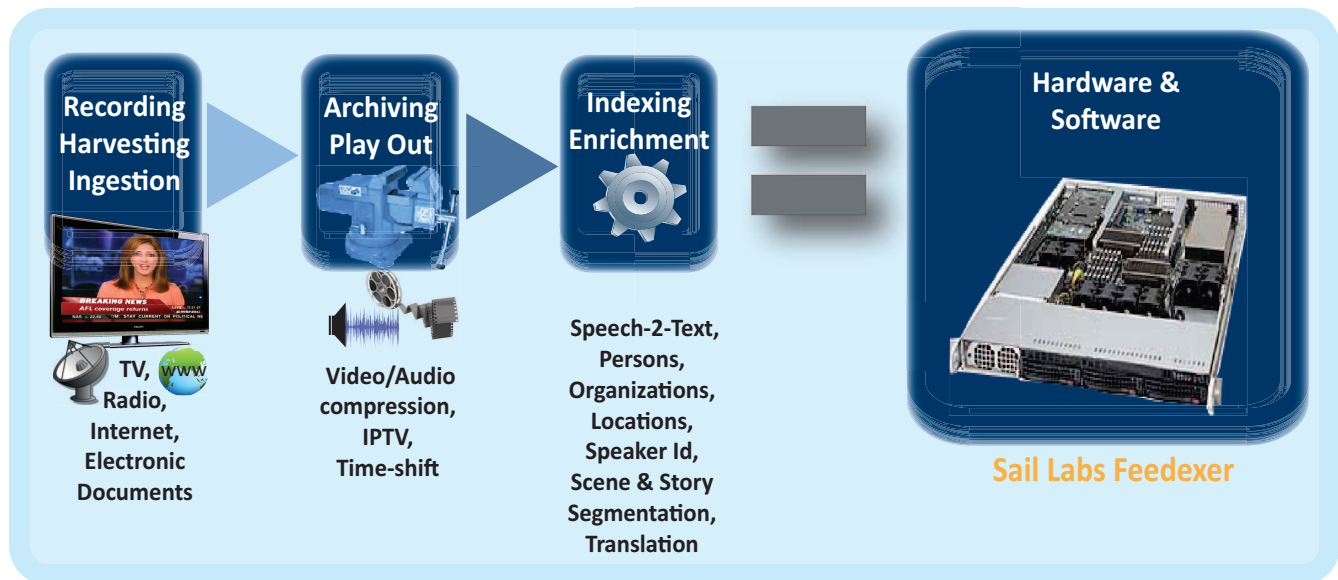 Recording
Harvesting
Ingestion
BREAKING NEWS
AFL coverage returns
TV,
www
Radio,
Internet,
Electronic
Documents
Archiving
Play Out
Video/Audio
compression,
IPTV,
Time-shift
Indexing
Enrichment
Speech-2-Text,
Persons,
Organizations,
Locations,
Speaker Id,
Scene & Story
Segmentation,
Translation
Hardware &
Software
Sail Labs Feedexer